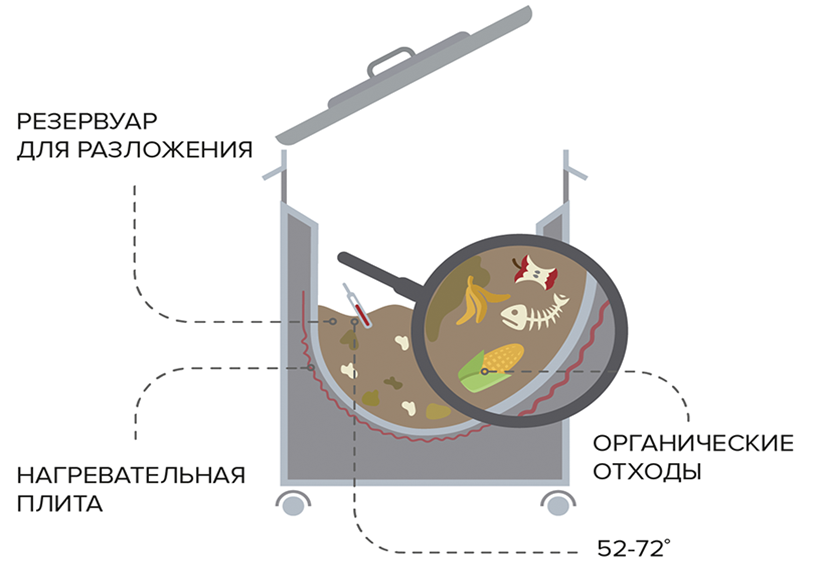 РЕЗЕРВУАР
ДЛЯ РАЗЛОЖЕНИЯ
НАГРЕВАТЕЛЬНАЯ
ПЛИТА
ОРГАНИЧЕСКИЕ
ОТХОДЫ
52-72°